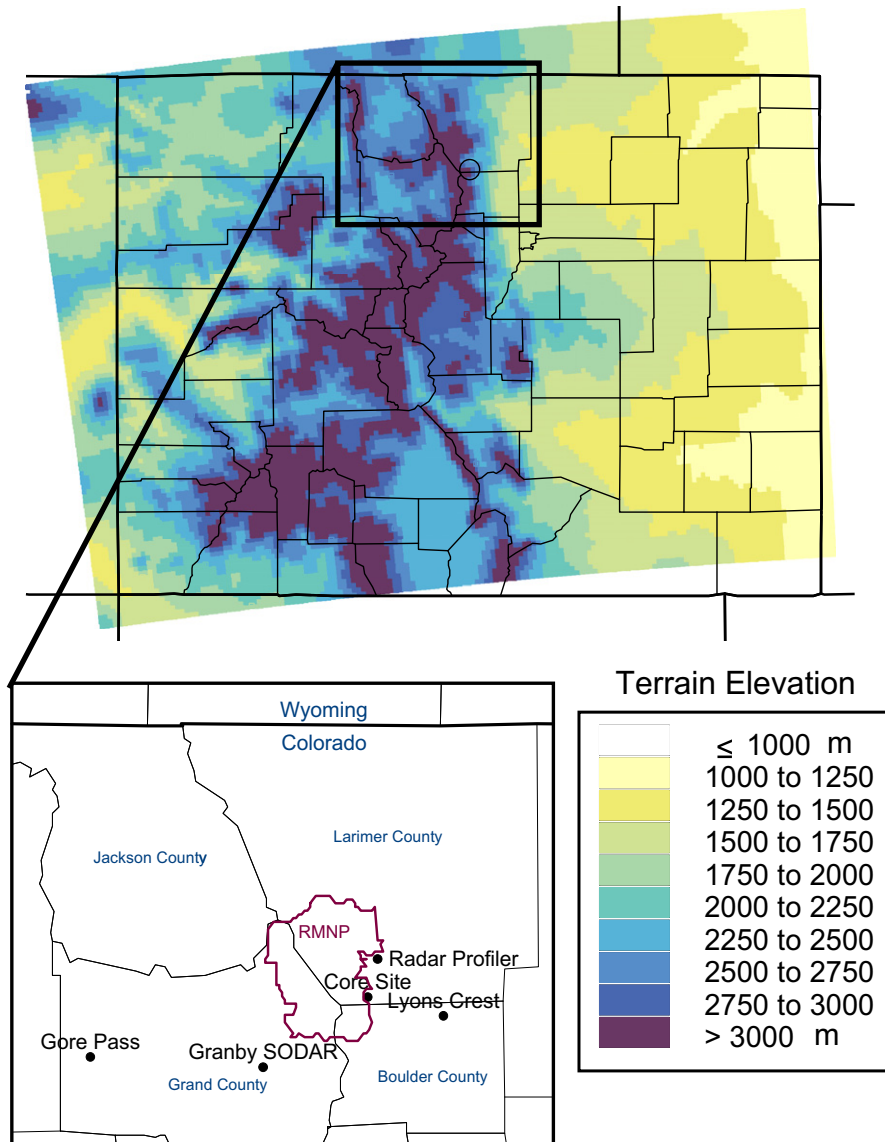 Wyoming
Colorado
Larimer County
Jackson County
RMNP
Radar Profiler
Core Site
Lyons Crest
Gore Pass
Granby SODAR
Grand County
Boulder County
Terrain Elevation
≤ 1000 m
1000 to 1250
1250 to 1500
1500 to 1750
1750 to 2000
2000 to 2250
2250 to 2500
2500 to 2750
2750 to 3000
> 3000 m